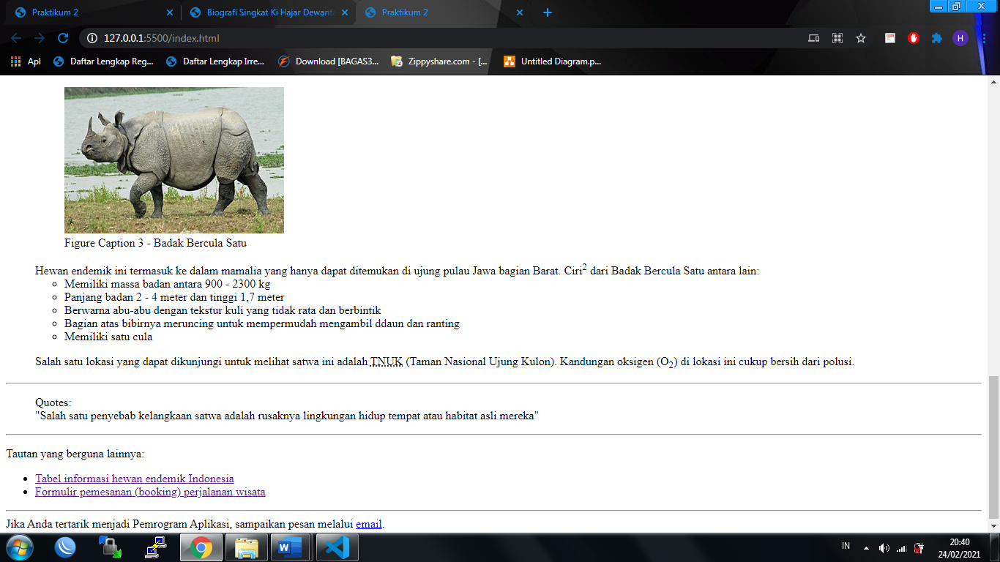 Praktikum 2
Biografi Singkat Ki Hajar Dewant
Praktikum 2
127.0.0.1:5500/index.html
H
Apl
Daftar Lengkap Reg...
Daftar Lengkap Irre...
Download [BAGAS3...
Zippyshare.com - [...
Untitled Diagram.p...
Figure Caption 3 - Badak Bercula Satu
Hewan endemik ini termasuk ke dalam mamalia yang hanya dapat ditemukan di ujung pulau Jawa bagian Barat. Ciri² dari Badak Bercula Satu antara lain:
Memiliki massa badan antara 900 - 2300 kg
Panjang badan 2 - 4 meter dan tinggi 1,7 meter
Berwarna abu-abu dengan tekstur kuli yang tidak rata dan berbintik
Bagian atas bibirnya meruncing untuk mempermudah mengambil ddaun dan ranting
Memiliki satu cula
Salah satu lokasi yang dapat dikunjungi untuk melihat satwa ini adalah TNUK (Taman Nasional Ujung Kulon). Kandungan oksigen (O₂) di lokasi ini cukup bersih dari polusi.
Quotes:
"Salah satu penyebab kelangkaan satwa adalah rusaknya lingkungan hidup tempat atau habitat asli mereka"
Tautan yang berguna lainnya:
Tabel informasi hewan endemik Indonesia
Formulir pemesanan (booking) perjalanan wisata
Jika Anda tertarik menjadi Pemrogram Aplikasi, sampaikan pesan melalui email.
IN
20:40
24/02/2021